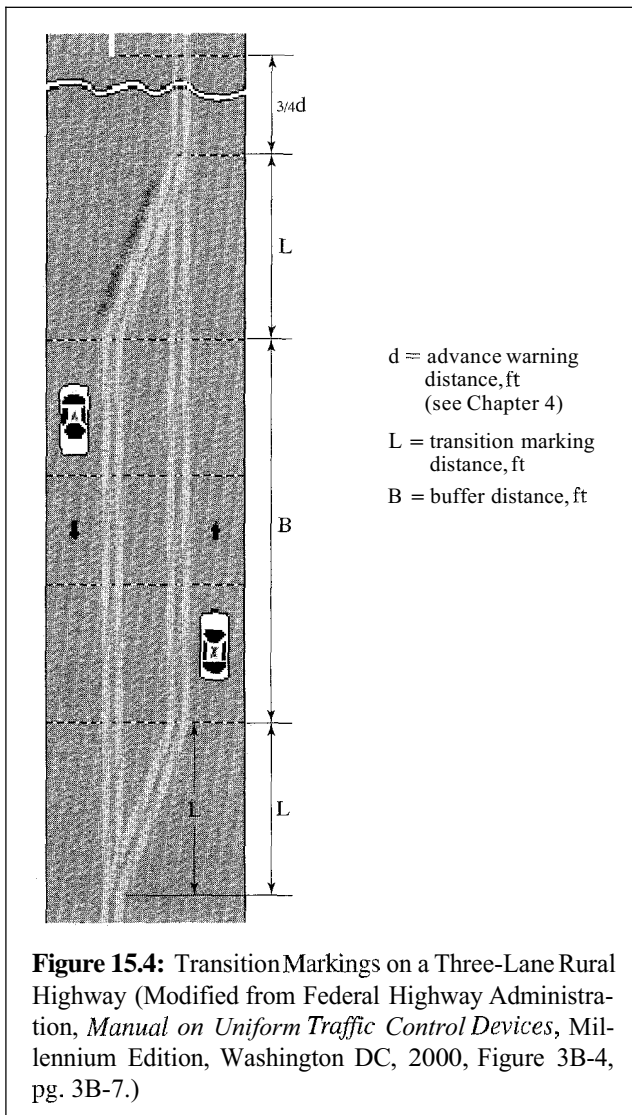 3/4d
L
d = advance warning
distance, ft
(see Chapter 4)
L = transition marking
distance, ft
B = buffer distance, ft
B
L
L
Figure 15.4: Transition Markings on a Three-Lane Rural
Highway (Modified from Federal Highway Administra-
tion, Manual on Uniform Traffic Control Devices, Mil-
lennium Edition, Washington DC, 2000, Figure 3B-4,
pg. 3B-7.)